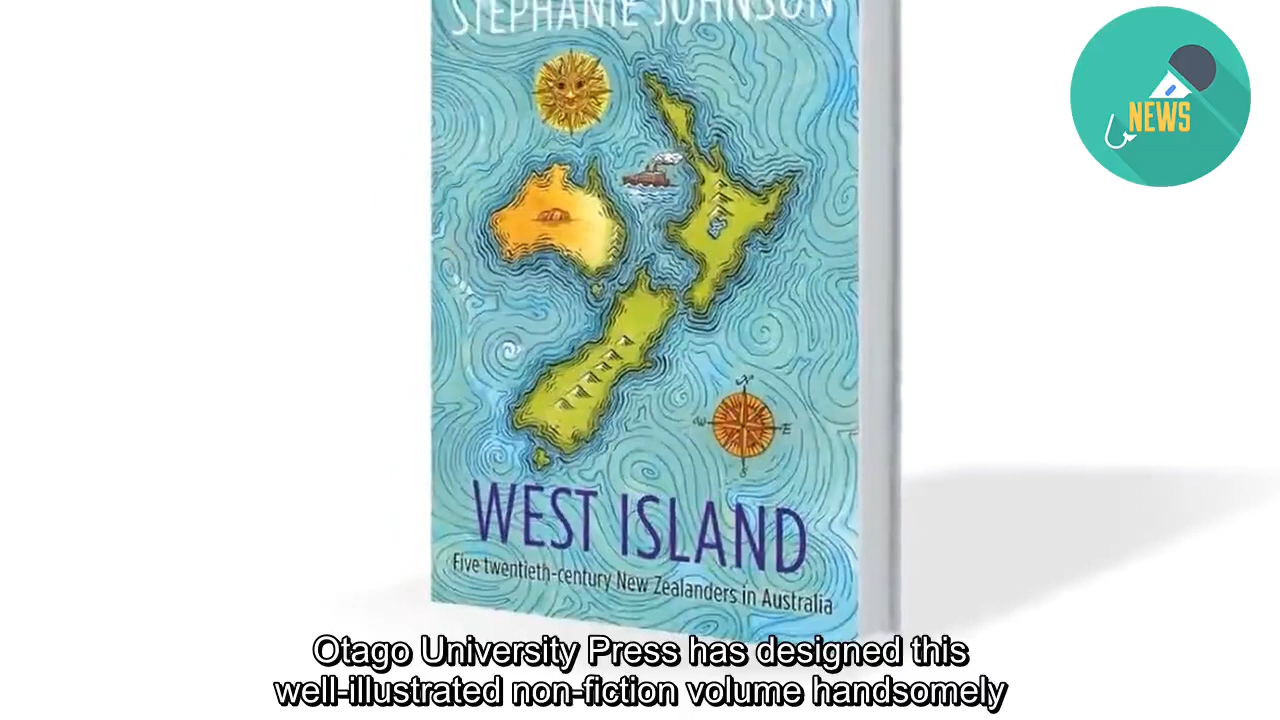 STEPHANIE JOHNSON
NEWS
N
W
E
S
WEST ISLAND
Five twentieth-century New Zealanders in Australia
Otago University Press has designed this
well-illustrated non-fiction volume handsomely